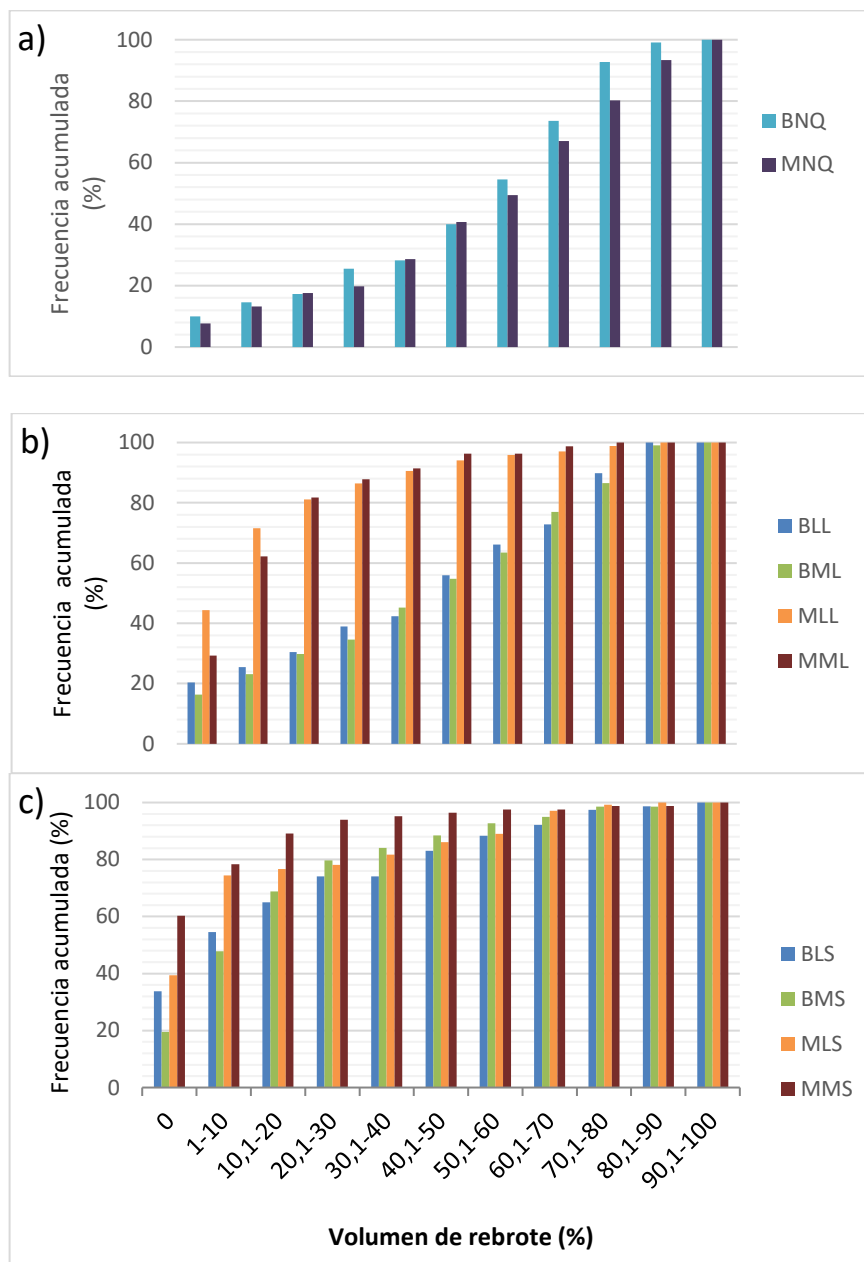 a)
Frecuencia acumulada
(%)
100
80
60
40
20
0
BNQ
MNQ
b)
Frecuencia acumulada
(%)
100
80
60
40
20
0
BLL
BML
MLL
MML
c)
Frecuencia acumulada (%)
100
80
60
40
20
0
BLS
BMS
MLS
MMS
0
1-10
10,1-20
20,1-30
30,1-40
40,1-50
50,1-60
60,1-70
70,1-80
80,1-90
90,1-100
Volumen de rebrote (%)